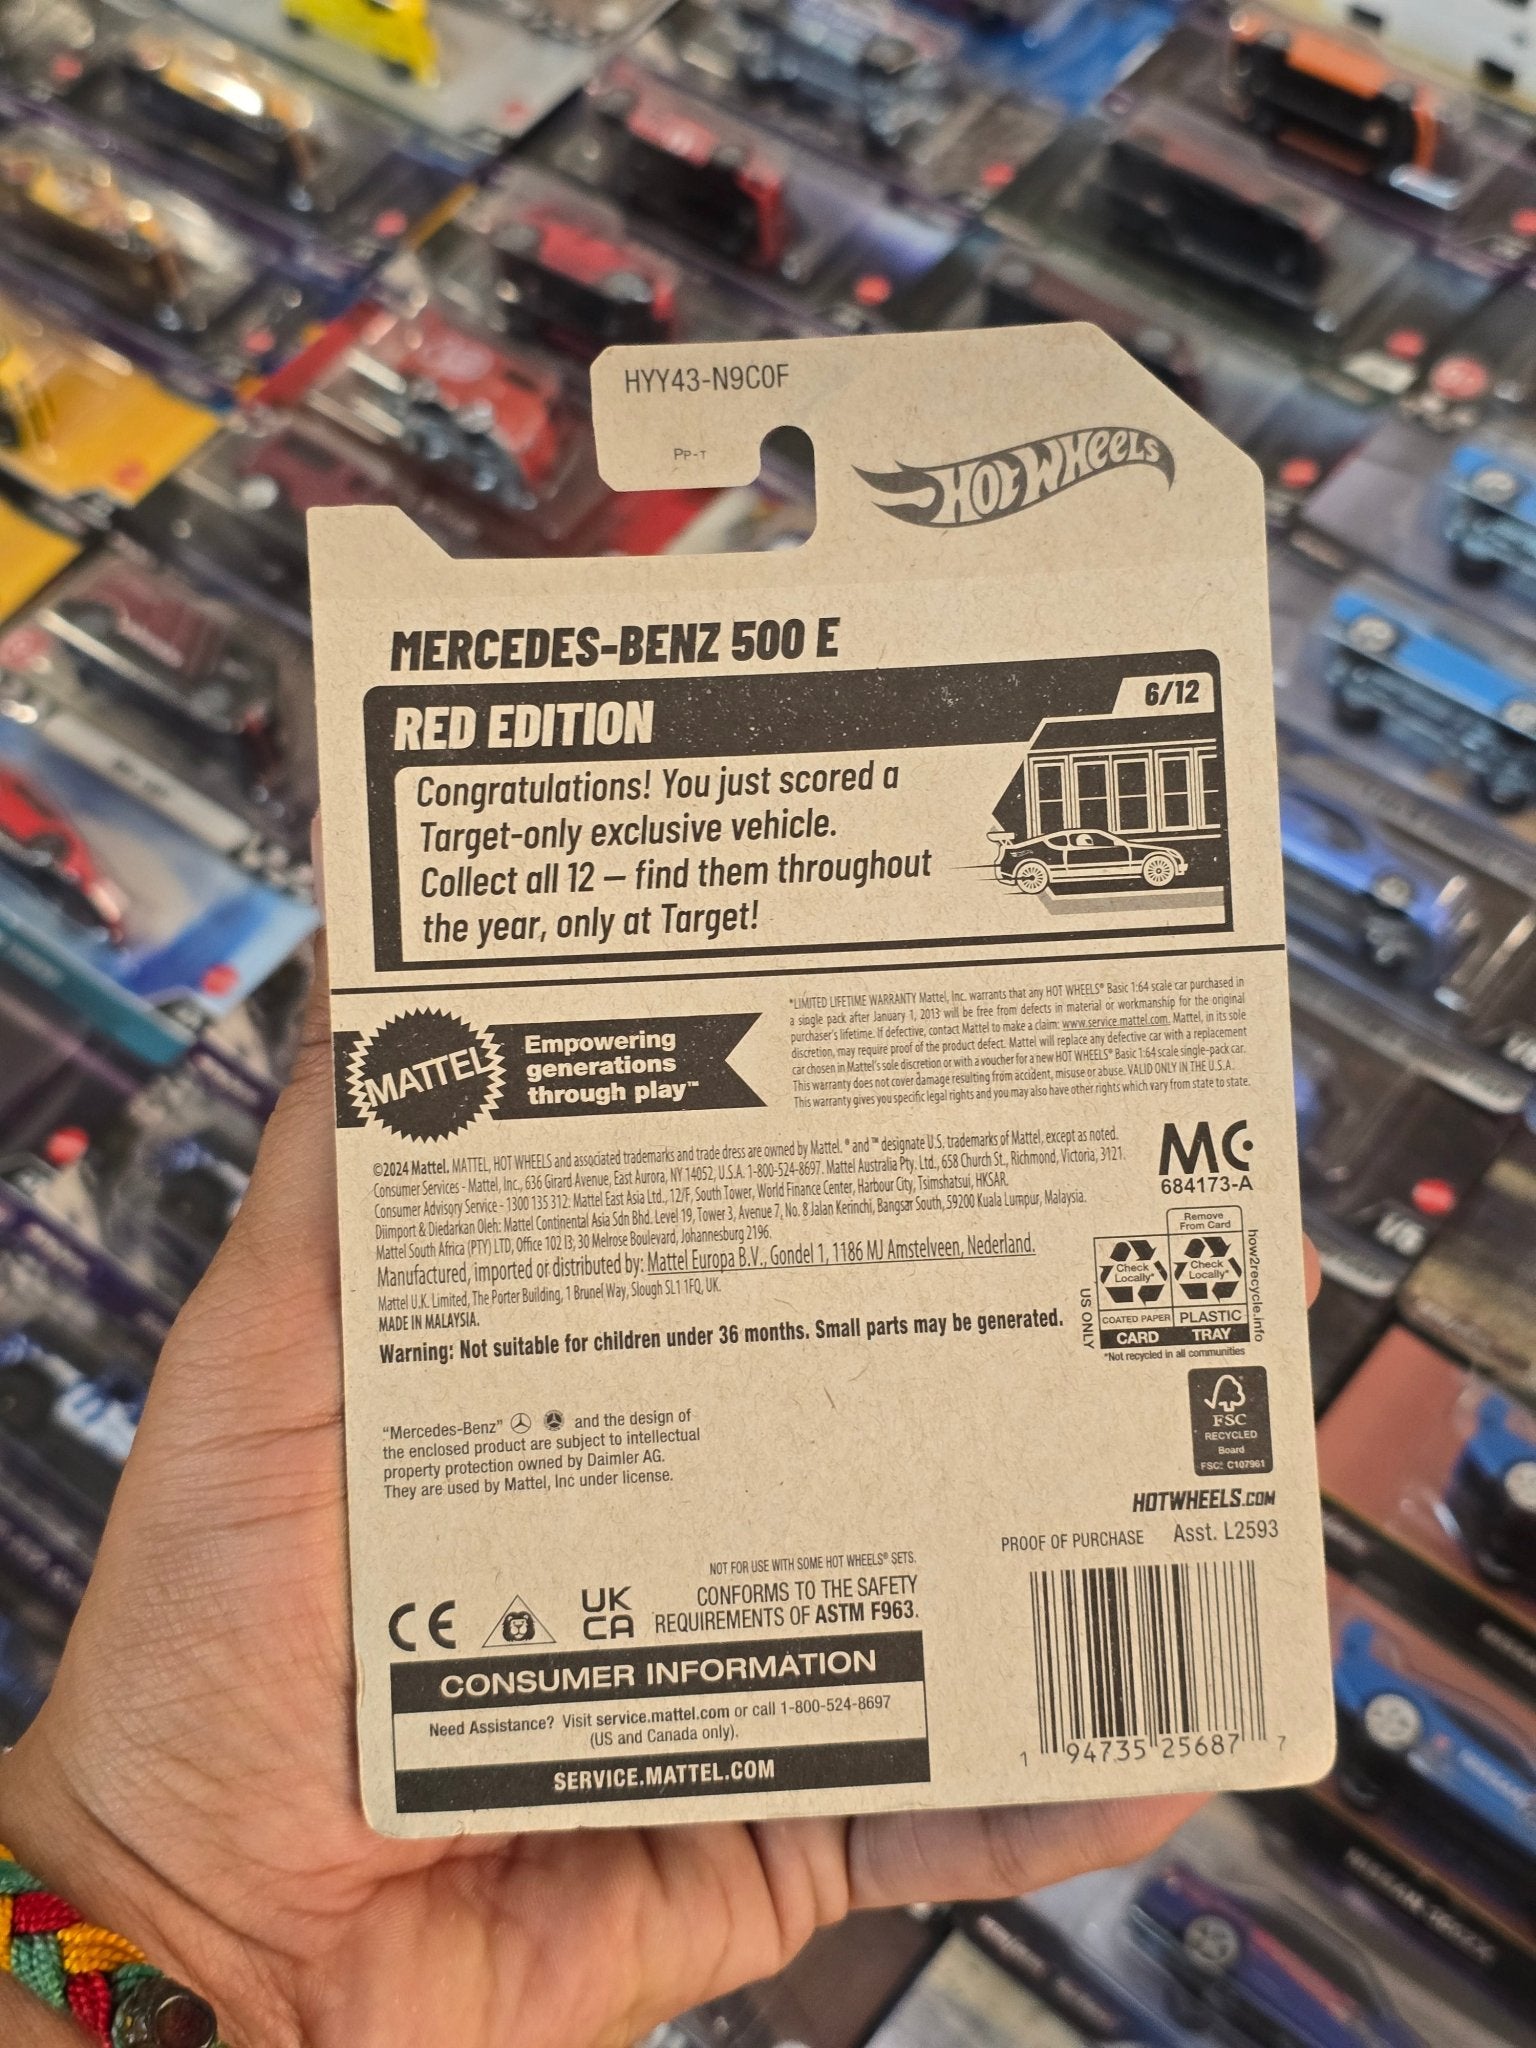 HYY43-N9C0F
PP-T
HOT WHEELS
MERCEDES-BENZ 500 E
RED EDITION
6/12
Congratulations! You just scored a
Target-only exclusive vehicle.
Collect all 12 – find them throughout
the year, only at Target!
MATTEL
Empowering
generations
through play™
*LIMITED LIFETIME WARRANTY Mattel, Inc. warrants that any HOT WHEELS® Basic 1:64 scale car purchased in
a single pack after January 1, 2013 will be free from defects in material or workmanship for the original
purchaser's lifetime. If defective, contact Mattel to make a claim: www.service.mattel.com. Mattel, in its sole
discretion, may require proof of the product defect. Mattel will replace any defective car with a replacement
car chosen in Mattel's sole discretion or with a voucher for a new HOT WHEELS® Basic 1:64 scale single-pack car.
This warranty does not cover damage resulting from accident, misuse or abuse. VALID ONLY IN THE U.S.A.
This warranty gives you specific legal rights and you may also have other rights which vary from state to state.
©2024 Mattel. MATTEL, HOT WHEELS and associated trademarks and trade dress are owned by Mattel. ® and ™ designate U.S. trademarks of Mattel, except as noted.
Consumer Services - Mattel, Inc., 636 Girard Avenue, East Aurora, NY 14052, U.S.A. 1-800-524-8697. Mattel Australia Pty. Ltd., 658 Church St., Richmond, Victoria, 3121.
Consumer Advisory Service - 1300 135 312. Mattel East Asia Ltd., 12/F, South Tower, World Finance Center, Harbour City, Tsimshatsui, HKSAR.
Diimport & Diedarkan Oleh: Mattel Continental Asia Sdn Bhd. Level 19, Tower 3, Avenue 7, No. 8 Jalan Kerinchi, Bangsar South, 59200 Kuala Lumpur, Malaysia.
Mattel South Africa (PTY) LTD, Office 102 I3, 30 Melrose Boulevard, Johannesburg 2196.
Manufactured, imported or distributed by: Mattel Europa B.V., Gondel 1, 1186 MJ Amstelveen, Nederland.
Mattel U.K. Limited, The Porter Building, 1 Brunel Way, Slough SL1 1FQ, UK.
MADE IN MALAYSIA.
Warning: Not suitable for children under 36 months. Small parts may be generated.
MC
684173-A
Remove
From Card
Check
Locally*
Check
Locally*
COATED PAPER
PLASTIC
CARD
TRAY
*Not recycled in all communities
US ONLY
how2recycle.info
FSC
RECYCLED
Board
FSC® C107961
"Mercedes-Benz" and the design of
the enclosed product are subject to intellectual
property protection owned by Daimler AG.
They are used by Mattel, Inc under license.
HOTWHEELS.COM
PROOF OF PURCHASE Asst. L2593
NOT FOR USE WITH SOME HOT WHEELS® SETS.
CONFORMS TO THE SAFETY
REQUIREMENTS OF ASTM F963.
CE
UK
CA
CONSUMER INFORMATION
Need Assistance? Visit service.mattel.com or call 1-800-524-8697
(US and Canada only).
SERVICE.MATTEL.COM
1 94735 25687 7